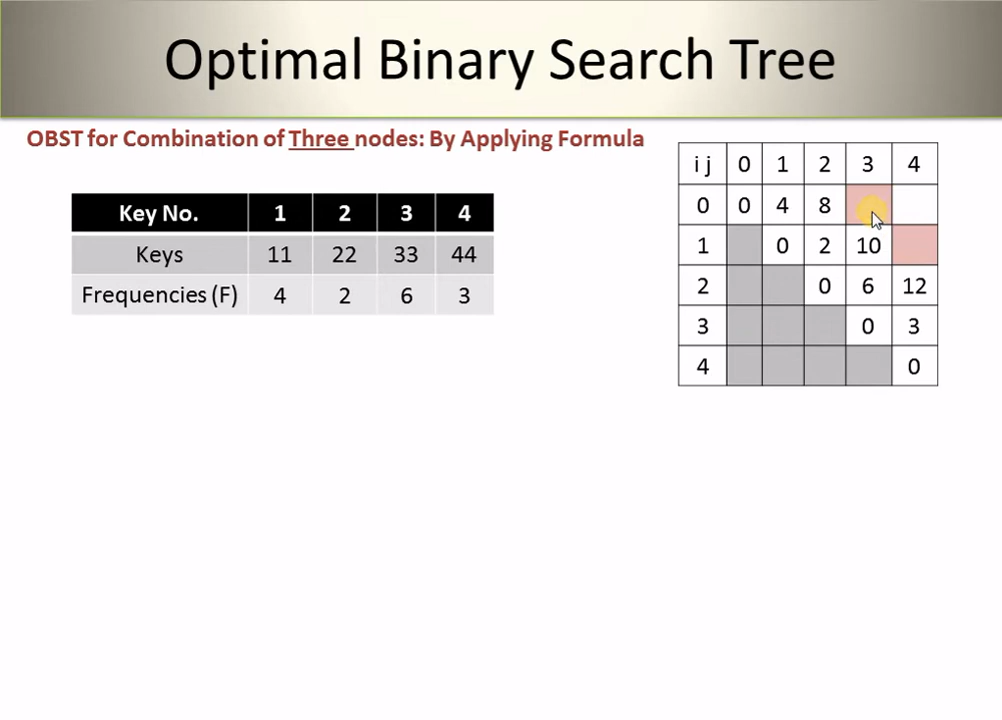 Optimal Binary Search Tree
OBST for Combination of Three nodes: By Applying Formula
Key No. 1 2 3 4
Keys 11 22 33 44
Frequencies (F) 4 2 6 3
i j 0 1 2 3 4
0 0 4 8
1 0 2 10
2 0 6 12
3 0 3
4 0